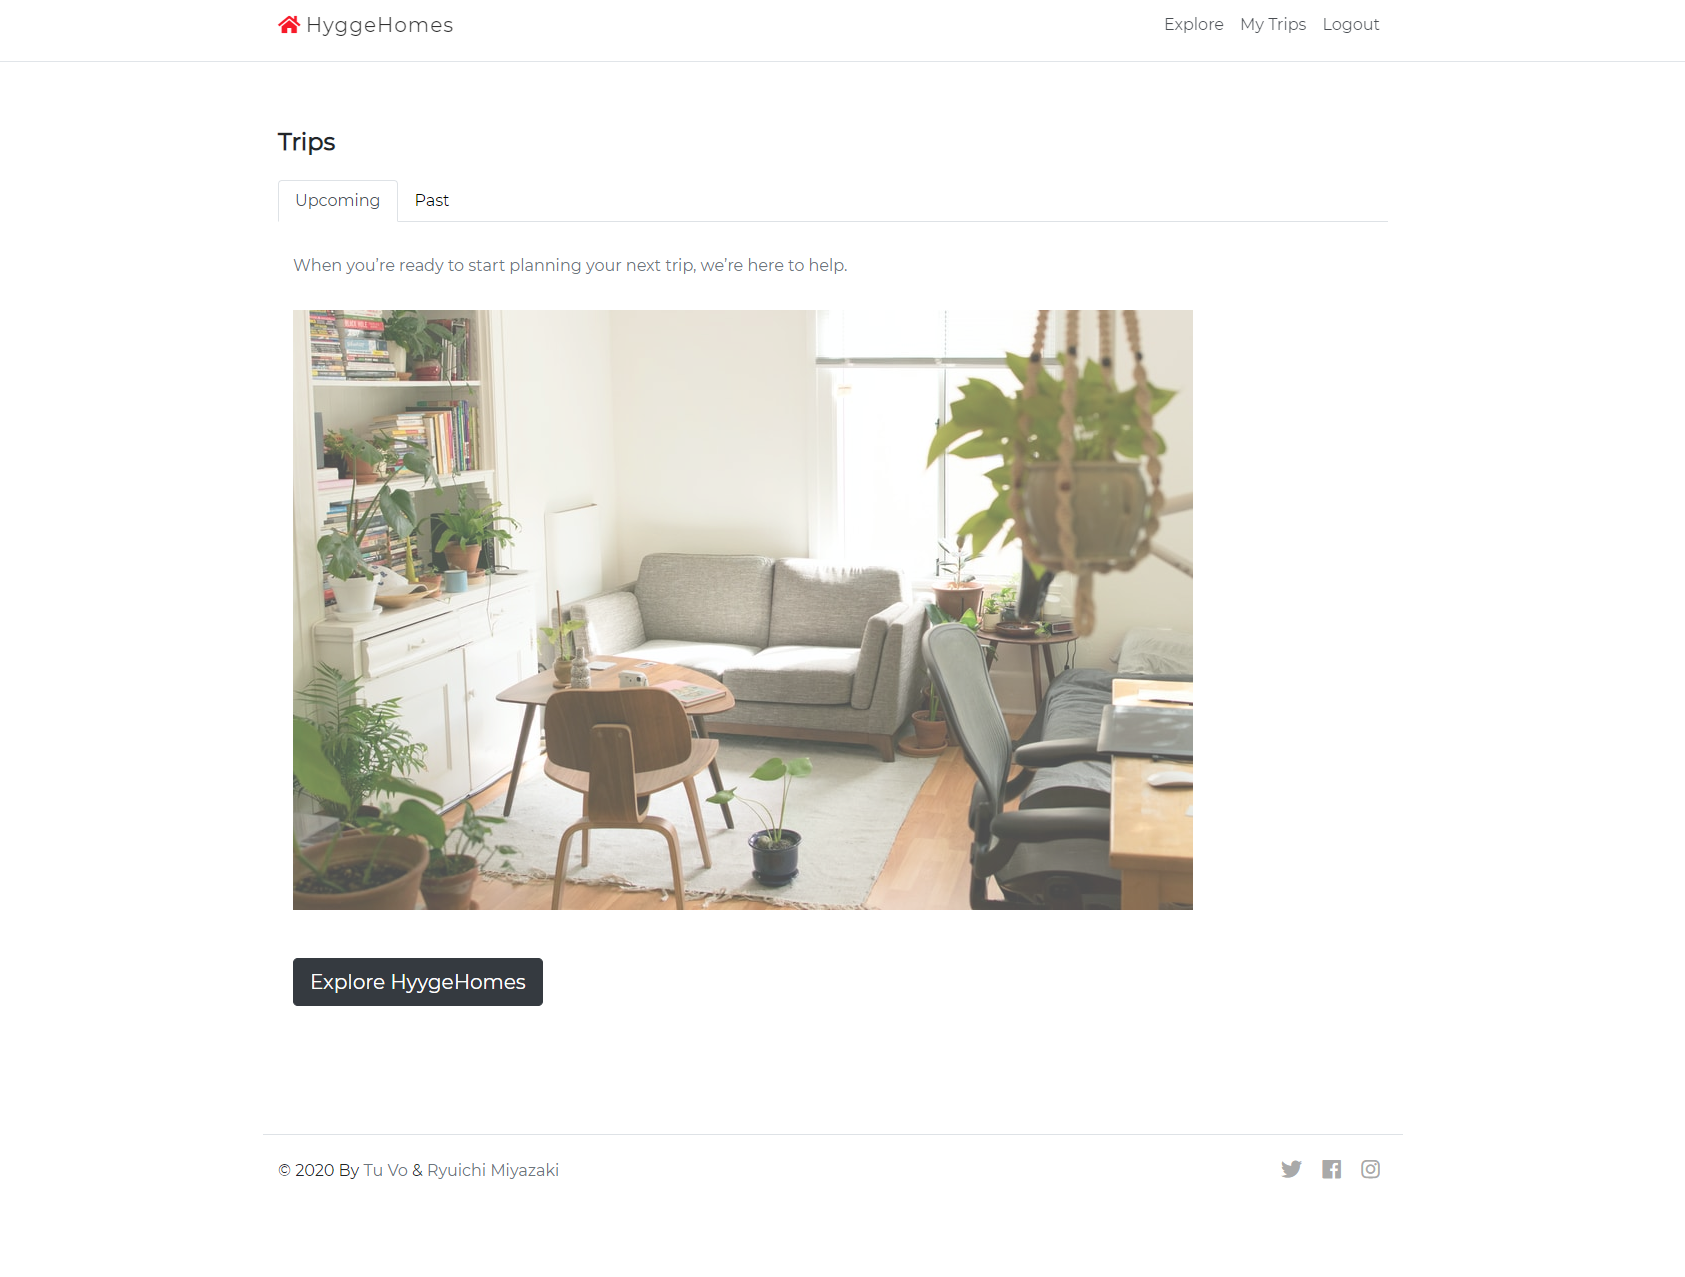 HyggeHomes
Explore My Trips Logout
Trips
Upcoming Past
When you're ready to start planning your next trip, we're here to help.
Explore HyygeHomes
© 2020 By Tu Vo & Ryuichi Miyazaki